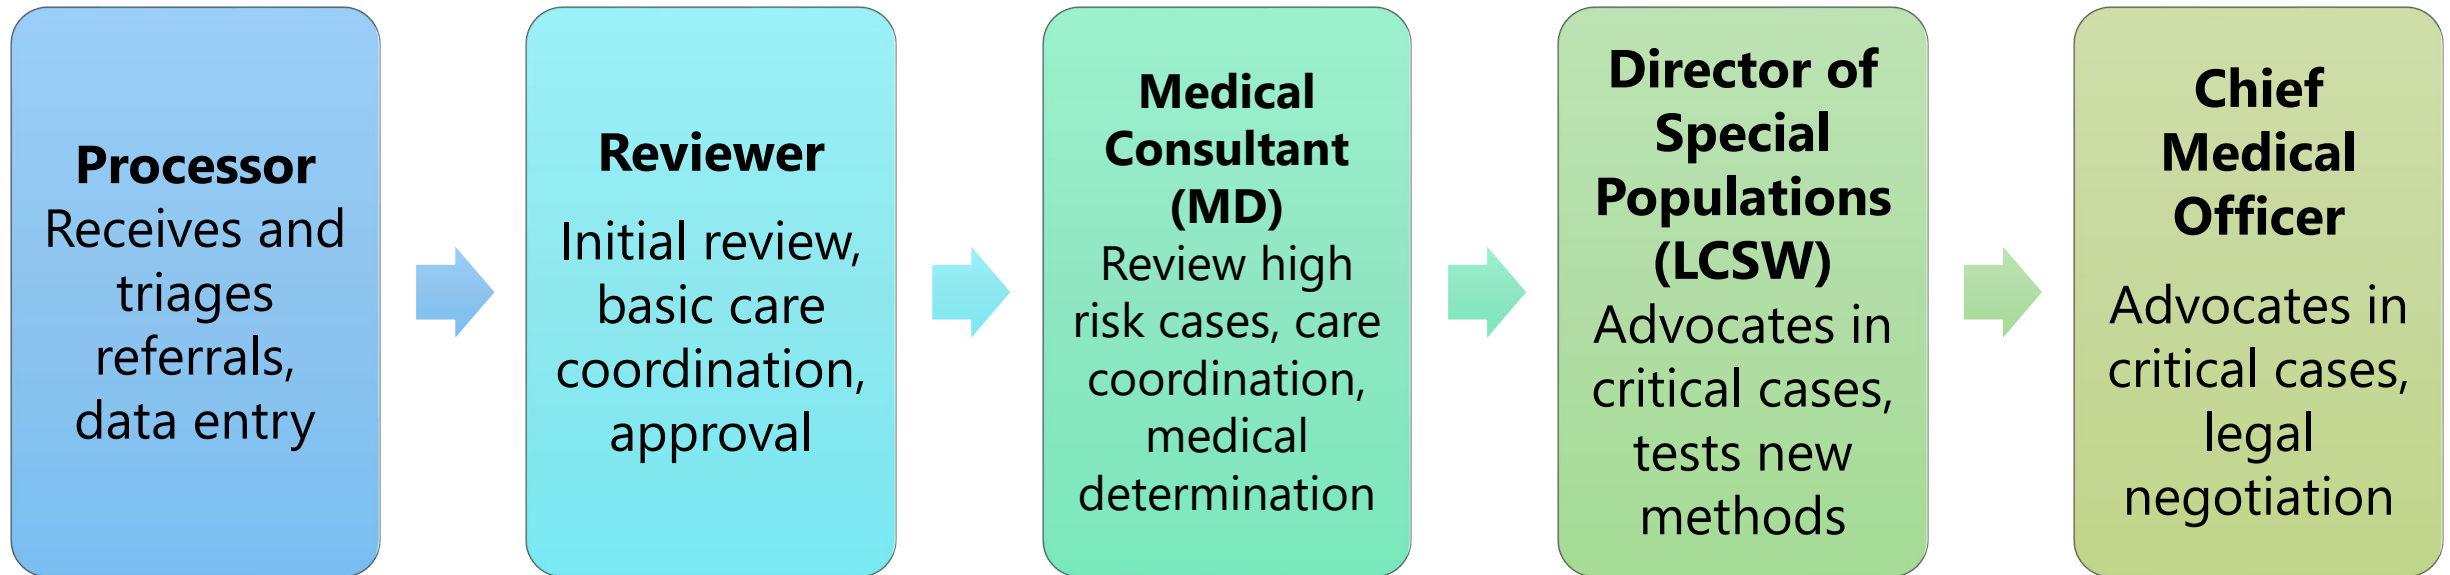 Processor
Receives and
triages
referrals,
data entry
Reviewer
Initial review,
basic care
coordination,
approval
Medical
Consultant
(MD)
Review high
risk cases, care
coordination,
medical
determination
Director of
Special
Populations
(LCSW)
Advocates in
critical cases,
tests new
methods
Chief
Medical
Officer
Advocates in
critical cases,
legal
negotiation